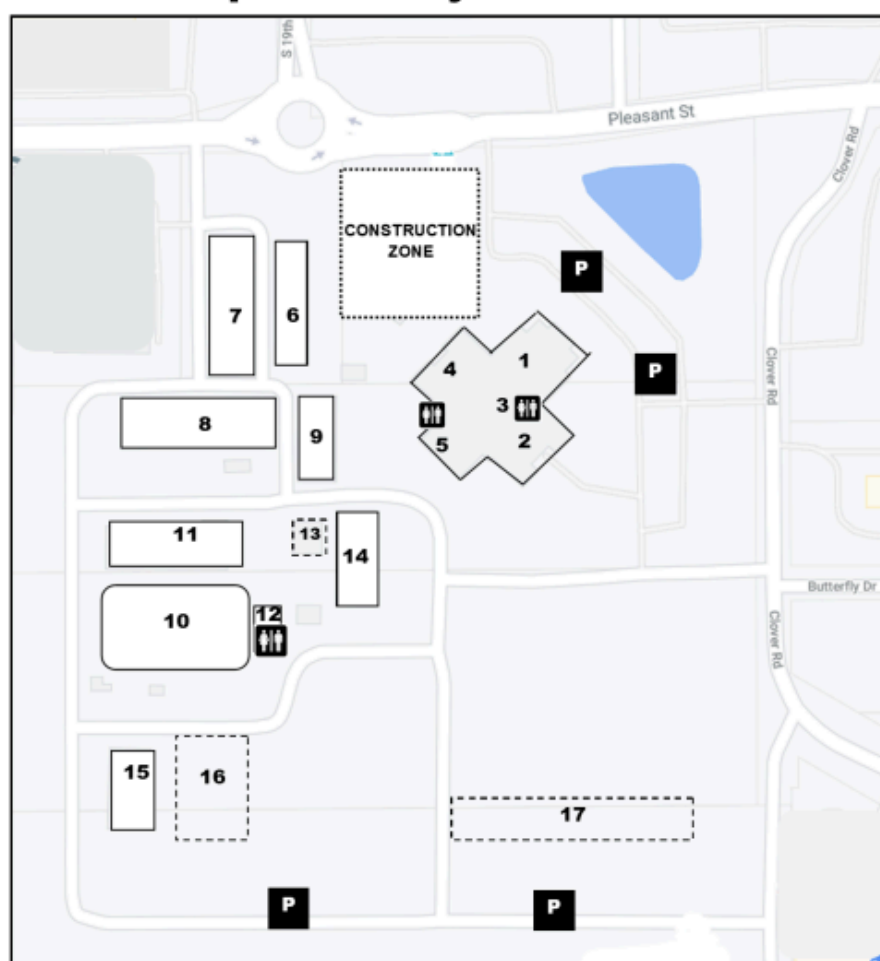 S 19th
Pleasant St
Clover Rd
CONSTRUCTION
ZONE
P
7
6
4
1
P
Clover Rd
3
8
9
5
2
11
13
14
10
12
Butterfly Dr
Clover Rd
15
16
17
P
P